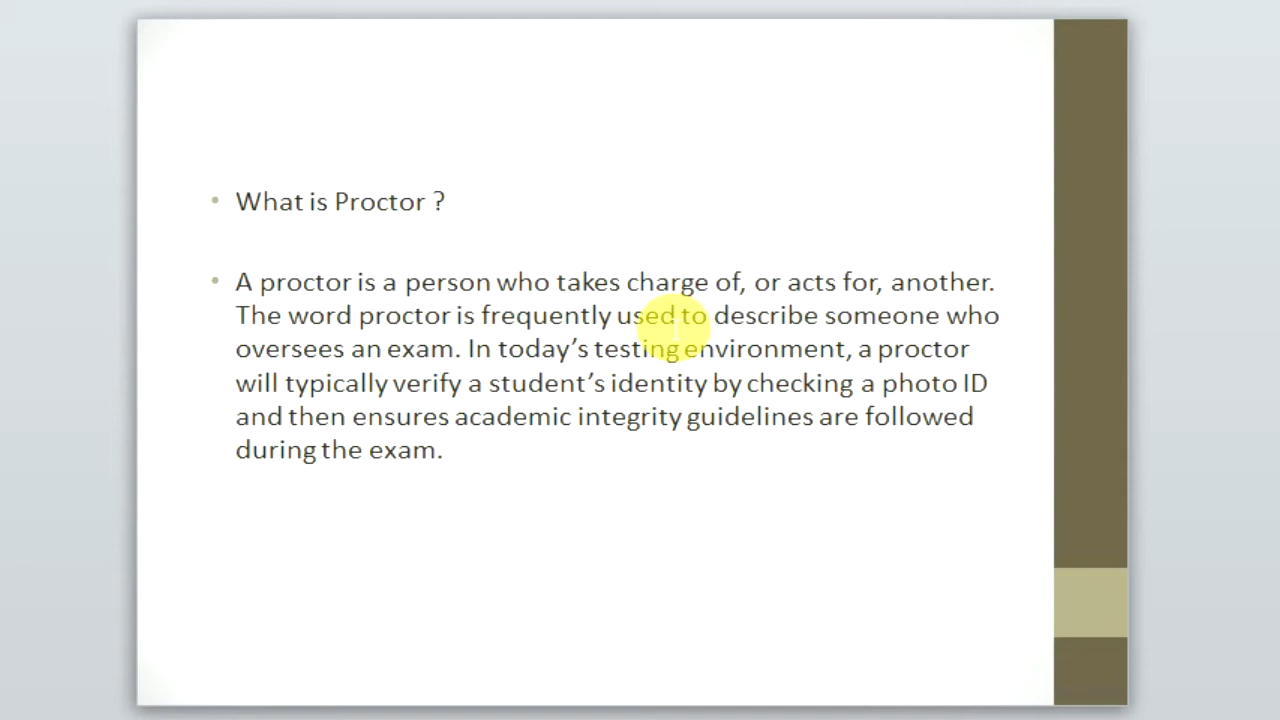 • What is Proctor ?
• A proctor is a person who takes charge of, or acts for, another.
The word proctor is frequently used to describe someone who
oversees an exam. In today’s testing environment, a proctor
will typically verify a student’s identity by checking a photo ID
and then ensures academic integrity guidelines are followed
during the exam.